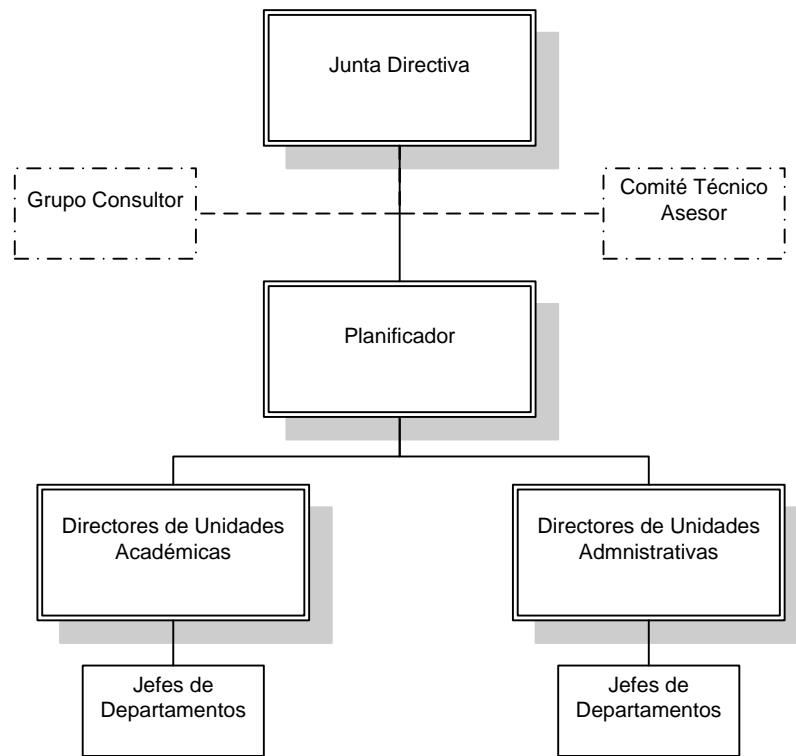 Junta Directiva
Grupo Consultor
Comité Técnico
Asesor
Planificador
Directores de Unidades
Académicas
Directores de Unidades
Admnistrativas
Jefes de
Departamentos
Jefes de
Departamentos